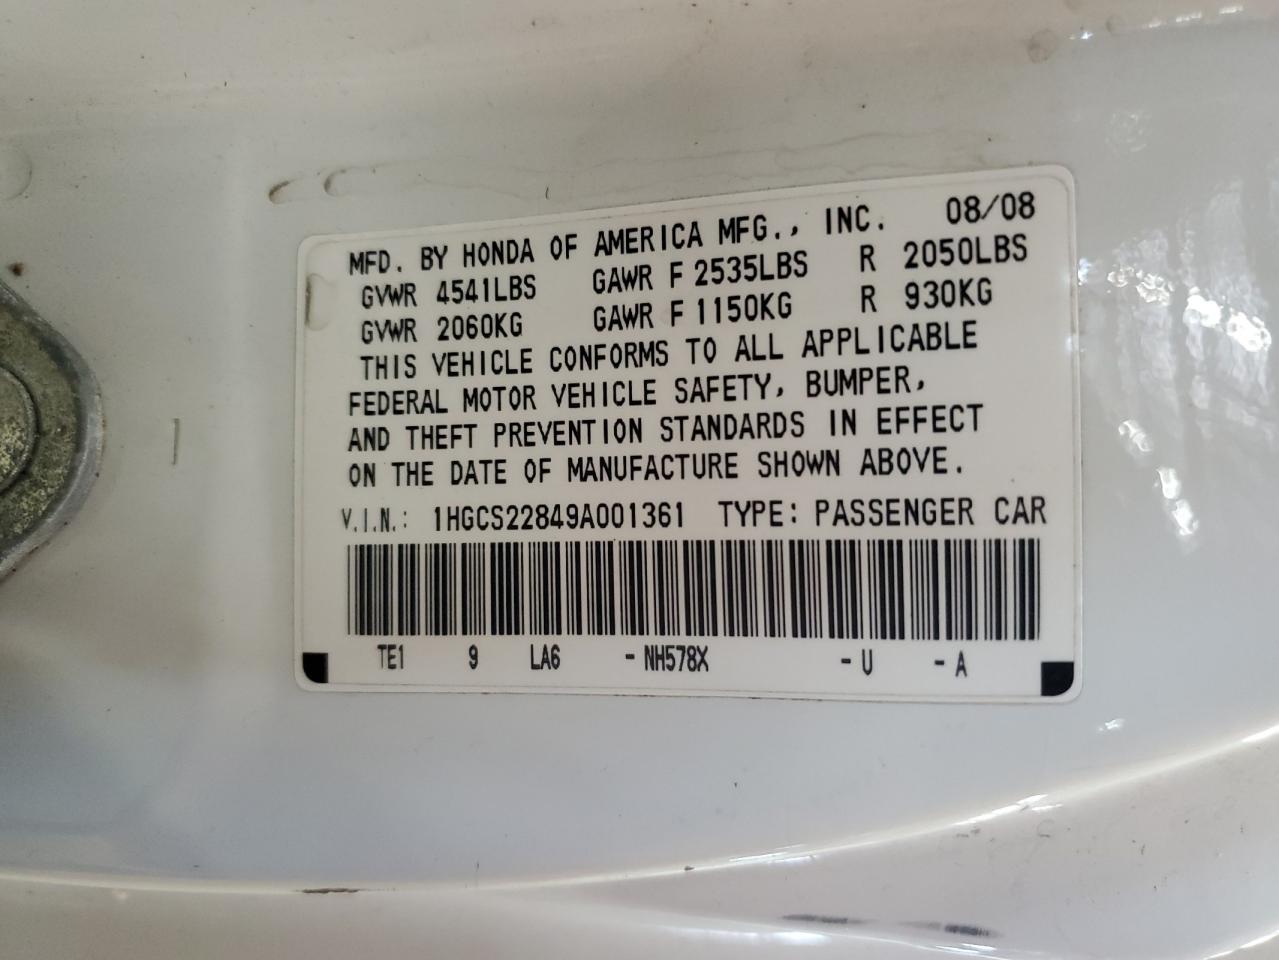 MFD. BY HONDA OF AMERICA MFG., INC. 08/08
GVWR 4541LBS GAWR F 2535LBS R 2050LBS
GVWR 2060KG GAWR F 1150KG R 930KG
THIS VEHICLE CONFORMS TO ALL APPLICABLE
FEDERAL MOTOR VEHICLE SAFETY, BUMPER,
AND THEFT PREVENTION STANDARDS IN EFFECT
ON THE DATE OF MANUFACTURE SHOWN ABOVE.
V.I.N.: 1HGCS22849A001361 TYPE: PASSENGER CAR
TE1 9 LA6 - NH578X - U - A